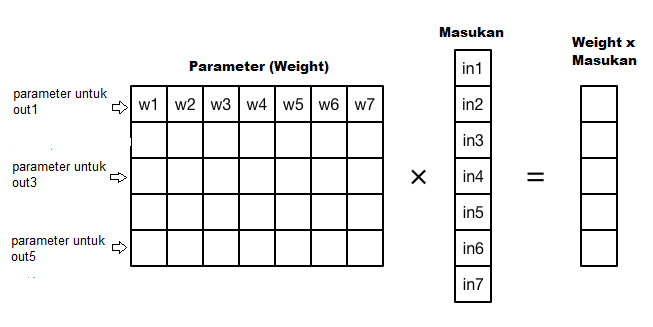 Masukan
Weight x
Masukan
Parameter (Weight)
parameter untuk
out1
w1 w2 w3 w4 w5 w6 w7
parameter untuk
out3
parameter untuk
out5
in1
in2
in3
in4
in5
in6
in7
×
=